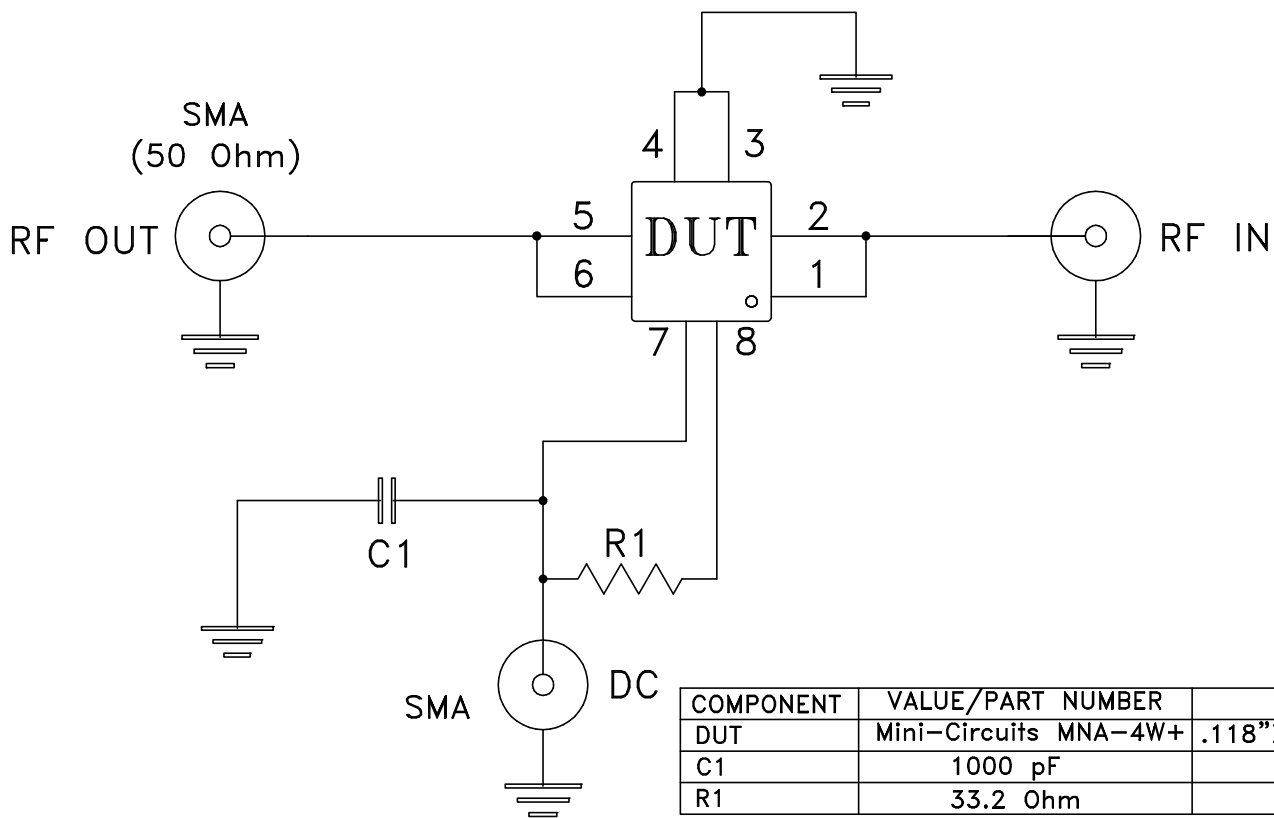 SMA
(50 Ohm)
RF OUT
4
3
5
6
DUT
2
1
RF IN
7
8
C1
R1
SMA
DC
COMPONENT VALUE/PART NUMBER
DUT Mini-Circuits MNA-4W+ .118"
C1 1000 pF
R1 33.2 Ohm